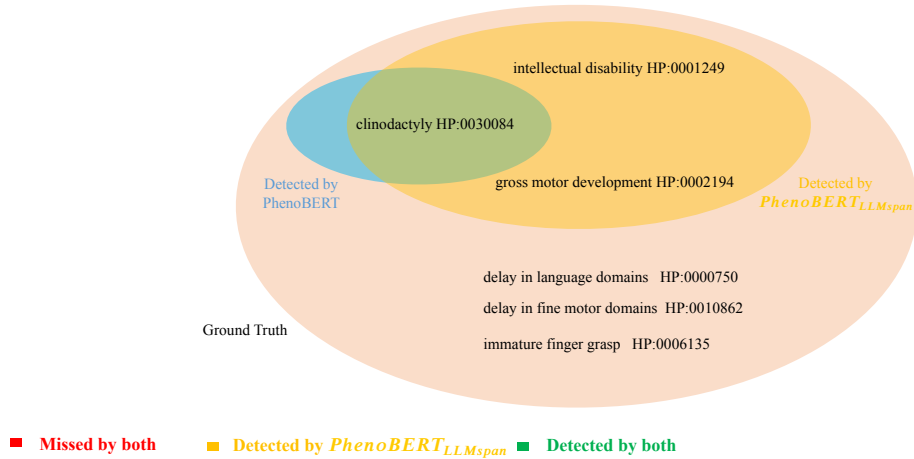 intellectual disability HP:0001249
clinodactyly HP:0030084
Detected by
PhenoBERT
gross motor development HP:0002194
Detected by
PhenoBERT_LLMspan
delay in language domains HP:0000750
delay in fine motor domains HP:0010862
Ground Truth
immature finger grasp HP:0006135
Missed by both
Detected by PhenoBERT_LLMspan
Detected by both